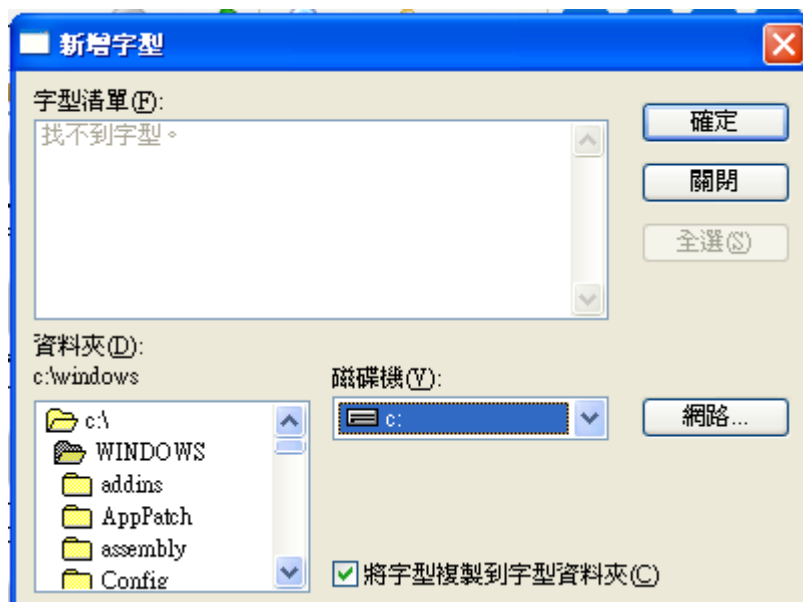 新增字型
字型清單(F):
找不到字型。
確定
關閉
全選(S)
資料夾(D):
c:\windows
磁碟機(V):
c:
網路...
c:\
WINDOWS
addins
AppPatch
assembly
Config
將字型複製到字型資料夾(C)